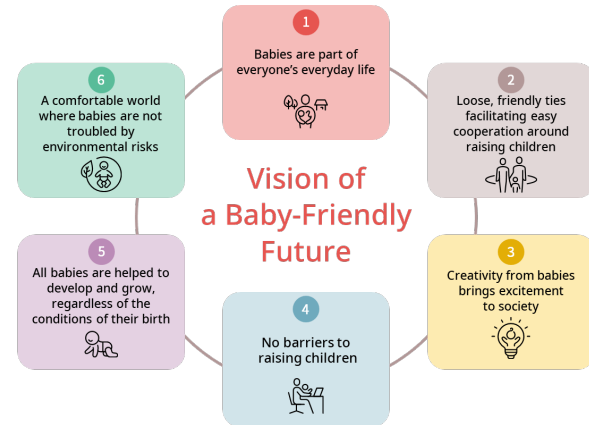 1
Babies are part of
everyone's everyday life
2
Loose, friendly ties
facilitating easy
cooperation around
raising children
3
Creativity from babies
brings excitement
to society
4
No barriers to
raising children
5
All babies are helped to
develop and grow,
regardless of the
conditions of their birth
6
A comfortable world
where babies are not
troubled by
environmental risks
Vision of
a Baby-Friendly
Future